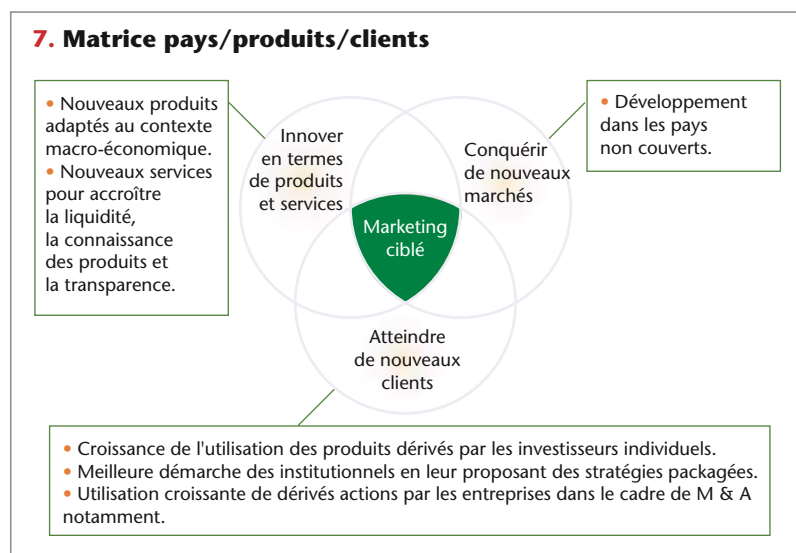 7. Matrice pays/produits/clients
• Nouveaux produits
adaptés au contexte
macro-économique.
• Nouveaux services
pour accroître
la liquidité,
la connaissance
des produits et
la transparence.
Innover
en termes
de produits
et services
Conquérir
de nouveaux
marchés
• Développement
dans les pays
non couverts.
Marketing
ciblé
Atteindre
de nouveaux
clients
• Croissance de l'utilisation des produits dérivés par les investisseurs individuels.
• Meilleure démarche des institutionnels en leur proposant des stratégies packagées.
• Utilisation croissante de dérivés actions par les entreprises dans le cadre de M & A
notamment.